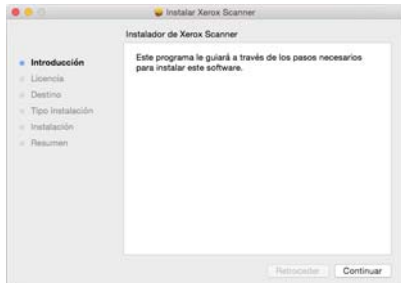 Instalar Xerox Scanner
Instalador de Xerox Scanner
Introducción
Licencia
Destino
Tipo Instalación
Instalación
Resumen
Este programa le guiará a través de los pasos necesarios
para instalar este software.
Retroceder
Continuar